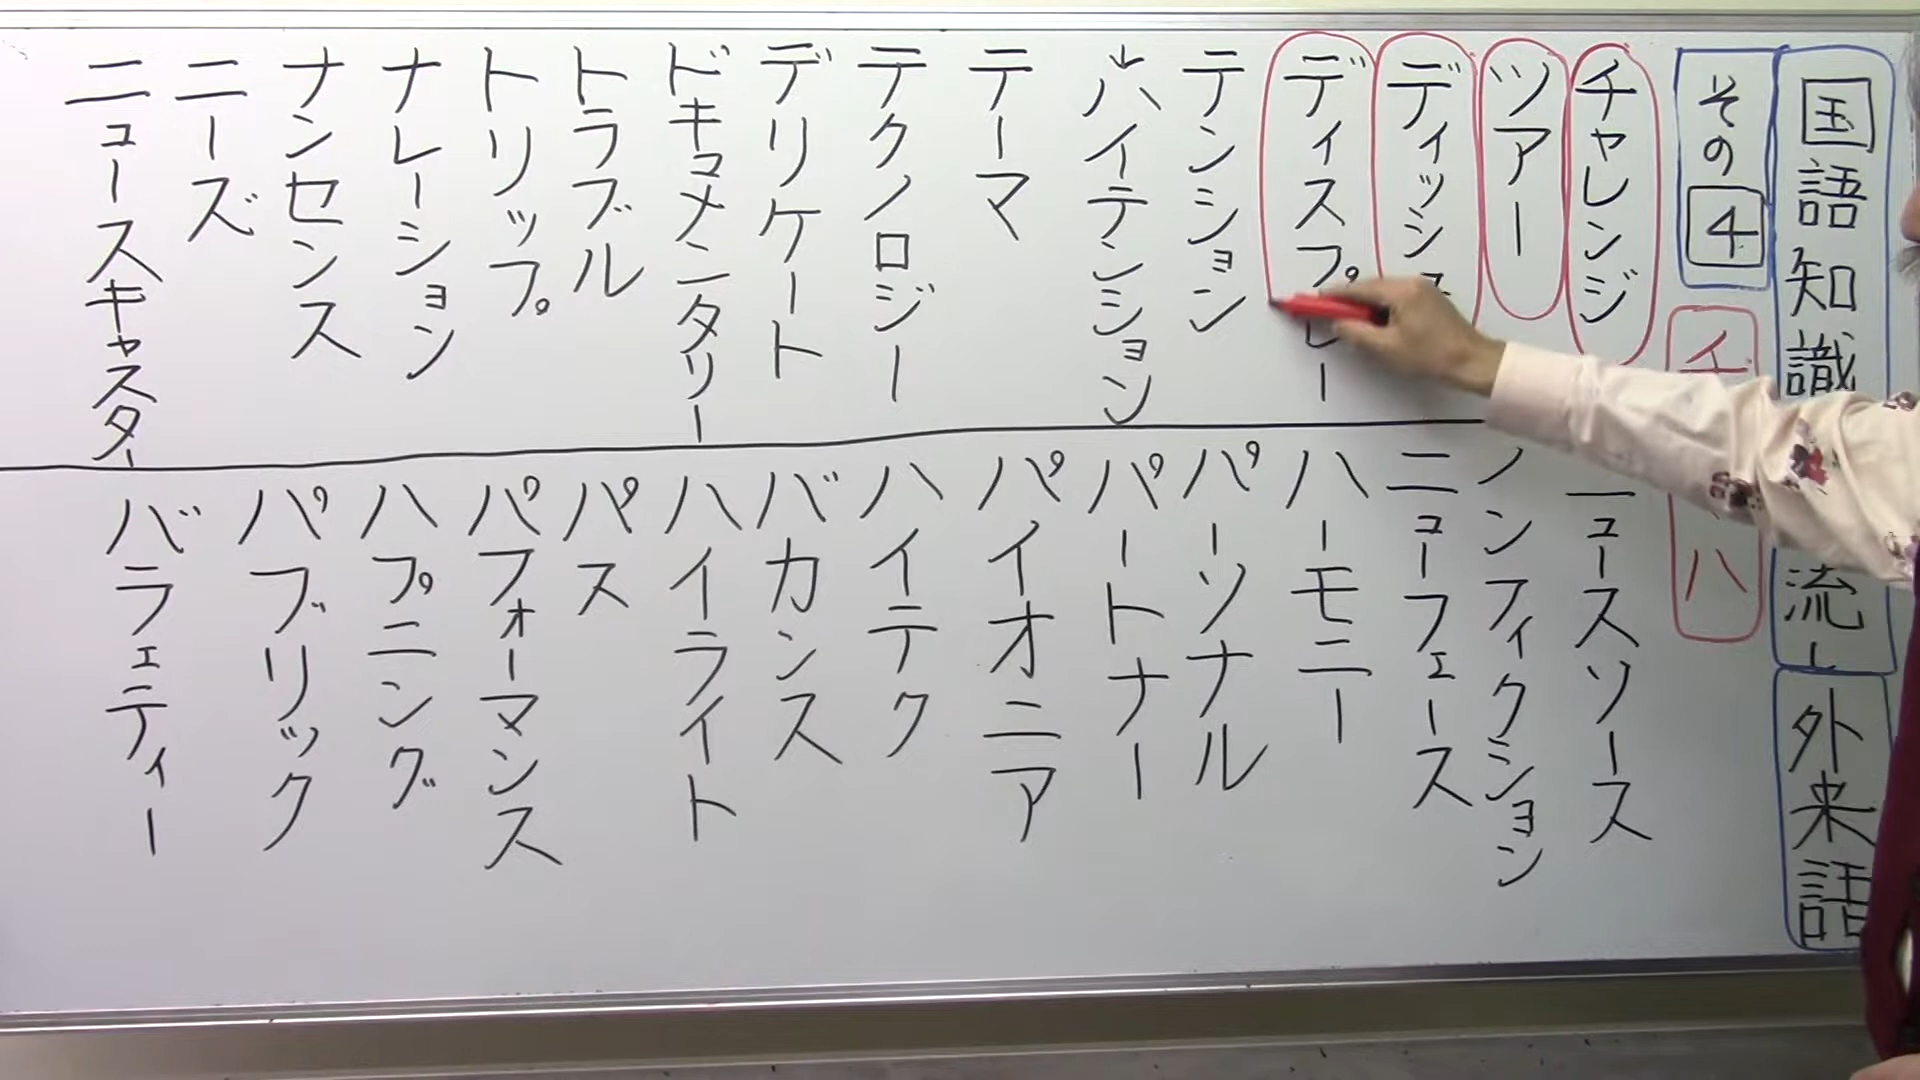 国語知識
流し
外来語
その4
チ
ハ
チャレンジ
ツアー
ディッシュ
ディスプレー
テンション
ハイテンション
テーマ
テクノロジー
デリケート
ドキュメンタリー
トラブル
トリップ
ナレーション
ナンセンス
ニーズ
ニュースキャスター
ニュースソース
ノンフィクション
ニューフェース
ハーモニー
パーソナル
パートナー
パイオニア
ハイテク
バカンス
ハイライト
パス
パフォーマンス
ハプニング
パブリック
バラエティー